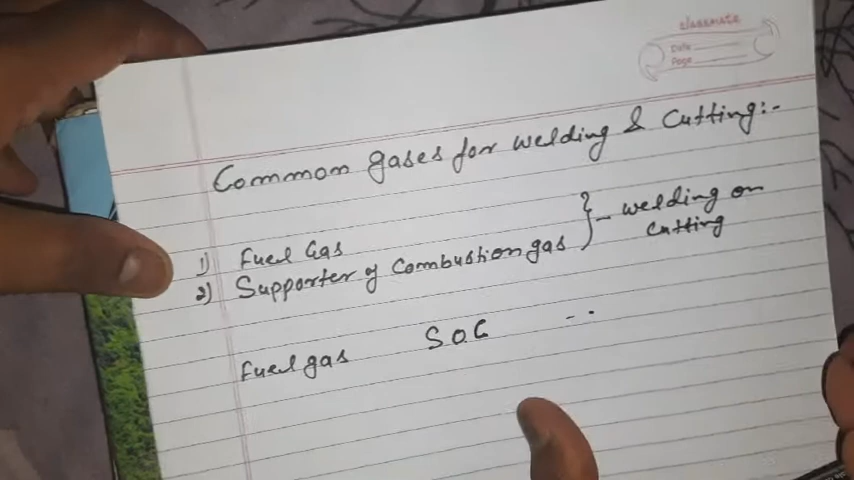 classmate
Date
Page
Common gases for welding & Cutting:-
1) Fuel Gas
2) Supporter of Combustion gas } - welding on
Cutting
Fuel gas SOC - ..